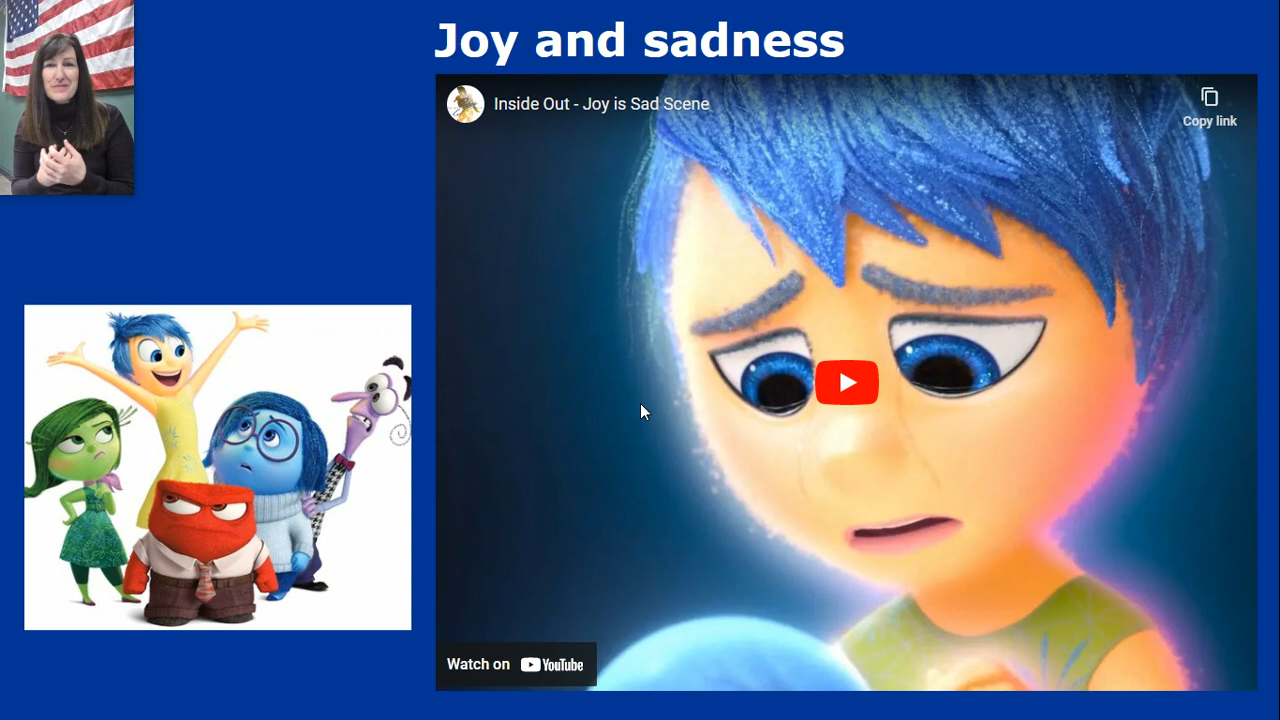 Joy and sadness
Inside Out - Joy is Sad Scene
Copy link
Watch on YouTube